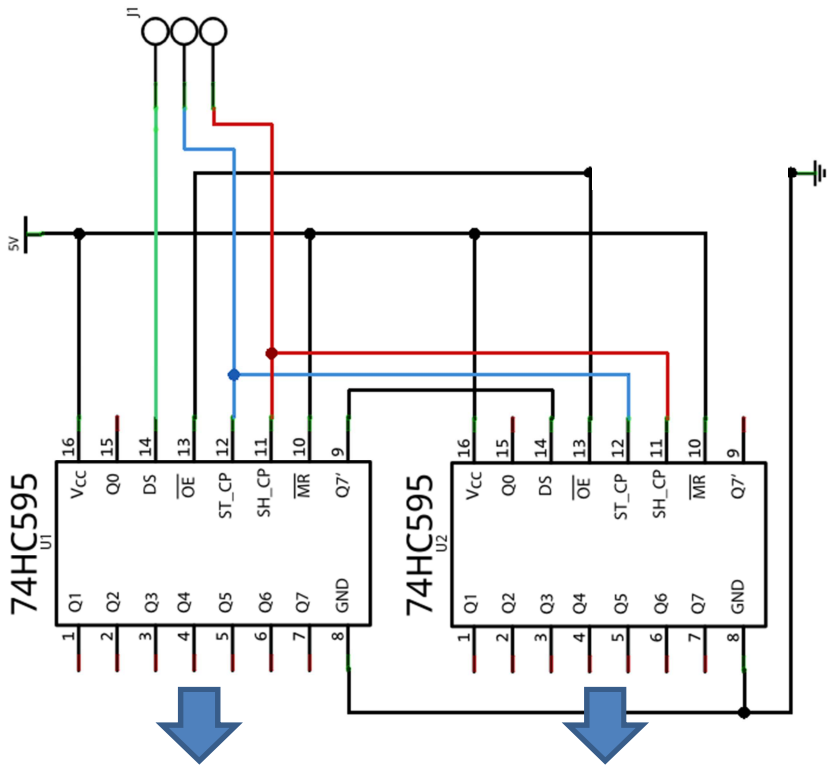 J1
5V
16 15 14 13 12 11 10 9
Vcc Q0 DS OE ST_CP SH_CP MR Q7'
74HC595
U1
Q1 Q2 Q3 Q4 Q5 Q6 Q7 GND
1 2 3 4 5 6 7 8
16 15 14 13 12 11 10 9
Vcc Q0 DS OE ST_CP SH_CP MR Q7'
74HC595
U2
Q1 Q2 Q3 Q4 Q5 Q6 Q7 GND
1 2 3 4 5 6 7 8